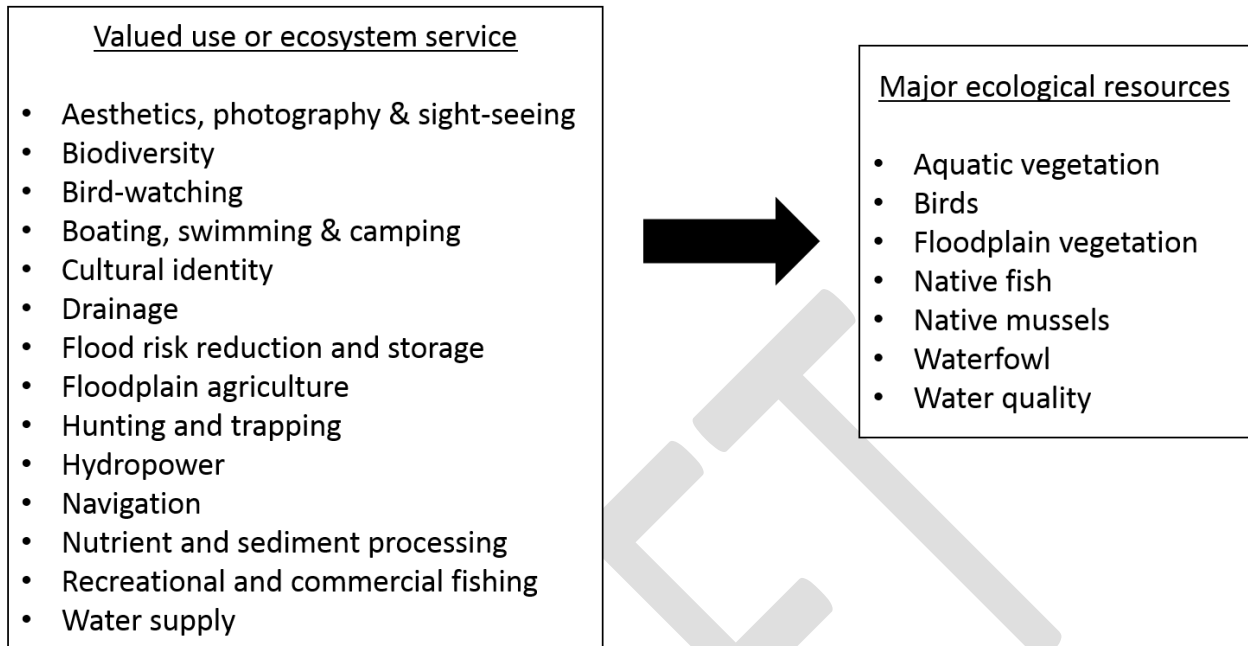 Valued use or ecosystem service
• Aesthetics, photography & sight-seeing
• Biodiversity
• Bird-watching
• Boating, swimming & camping
• Cultural identity
• Drainage
• Flood risk reduction and storage
• Floodplain agriculture
• Hunting and trapping
• Hydropower
• Navigation
• Nutrient and sediment processing
• Recreational and commercial fishing
• Water supply
Major ecological resources
• Aquatic vegetation
• Birds
• Floodplain vegetation
• Native fish
• Native mussels
• Waterfowl
• Water quality
FT